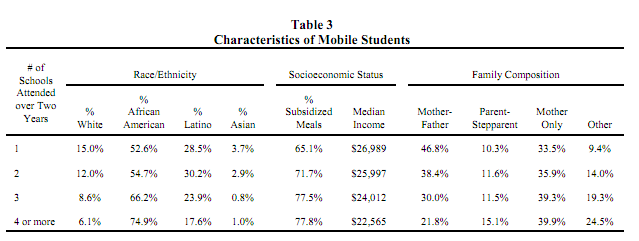 Table 3
Characteristics of Mobile Students
# of Schools Attended over Two Years Race/Ethnicity Socioeconomic Status Family Composition
% White % African American % Latino % Asian % Subsidized Meals Median Income Mother-Father Parent-Stepparent Mother Only Other
1 15.0% 52.6% 28.5% 3.7% 65.1% $26,989 46.8% 10.3% 33.5% 9.4%
2 12.0% 54.7% 30.2% 2.9% 71.7% $25,997 38.4% 11.6% 35.9% 14.0%
3 8.6% 66.2% 23.9% 0.8% 77.5% $24,012 30.0% 11.5% 39.3% 19.3%
4 or more 6.1% 74.9% 17.6% 1.0% 77.8% $22,565 21.8% 15.1% 39.9% 24.5%